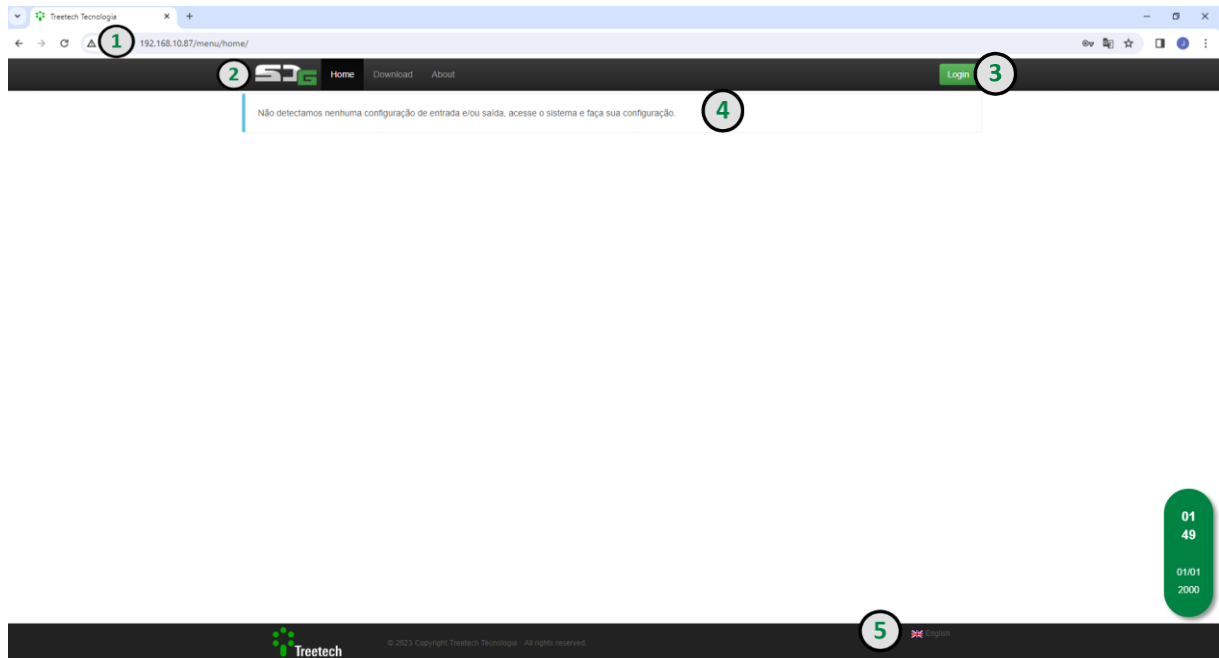 Treetech Tecnologia
1
192.168.10.87/menu/home/
J
2
SDG
Home
Download
About
Login
3
Não detectamos nenhuma configuração de entrada e/ou saída, acesse o sistema e faça sua configuração.
4
01
49
01/01
2000
Treetech
© 2023 Copyright Treetech Tecnologia All rights reserved.
5
English